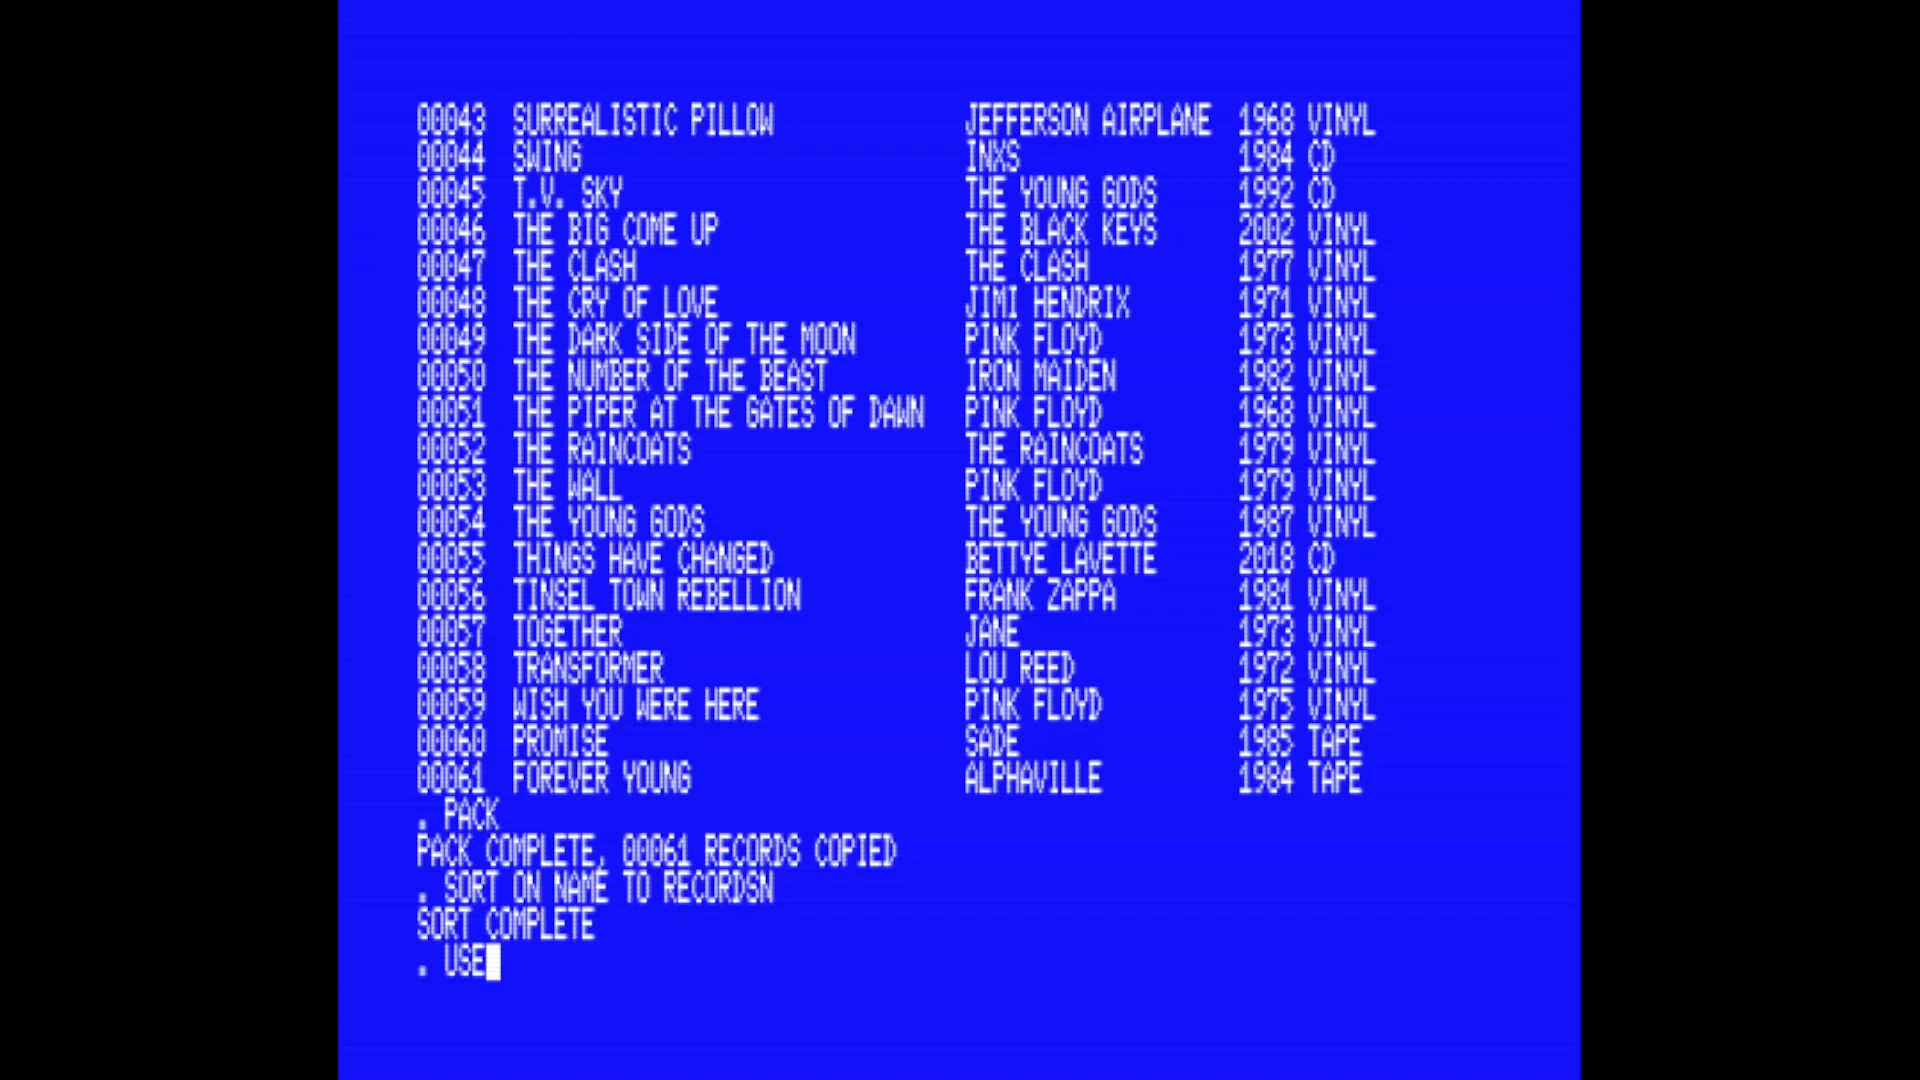 00043 SURREALISTIC PILLOW JEFFERSON AIRPLANE 1968 VINYL
00044 SWING INXS 1984 CD
00045 T.V. SKY THE YOUNG GODS 1992 CD
00046 THE BIG COME UP THE BLACK KEYS 2002 VINYL
00047 THE CLASH THE CLASH 1977 VINYL
00048 THE CRY OF LOVE JIMI HENDRIX 1971 VINYL
00049 THE DARK SIDE OF THE MOON PINK FLOYD 1973 VINYL
00050 THE NUMBER OF THE BEAST IRON MAIDEN 1982 VINYL
00051 THE PIPER AT THE GATES OF DAWN PINK FLOYD 1968 VINYL
00052 THE RAINCOATS THE RAINCOATS 1979 VINYL
00053 THE WALL PINK FLOYD 1979 VINYL
00054 THE YOUNG GODS THE YOUNG GODS 1987 VINYL
00055 THINGS HAVE CHANGED BETTYE LAVETTE 2018 CD
00056 TINSEL TOWN REBELLION FRANK ZAPPA 1981 VINYL
00057 TOGETHER JANE 1973 VINYL
00058 TRANSFORMER LOU REED 1972 VINYL
00059 WISH YOU WERE HERE PINK FLOYD 1975 VINYL
00060 PROMISE SADE 1985 TAPE
00061 FOREVER YOUNG ALPHAVILLE 1984 TAPE
. PACK
PACK COMPLETE, 00061 RECORDS COPIED
. SORT ON NAME TO RECORDSN
SORT COMPLETE
. USE